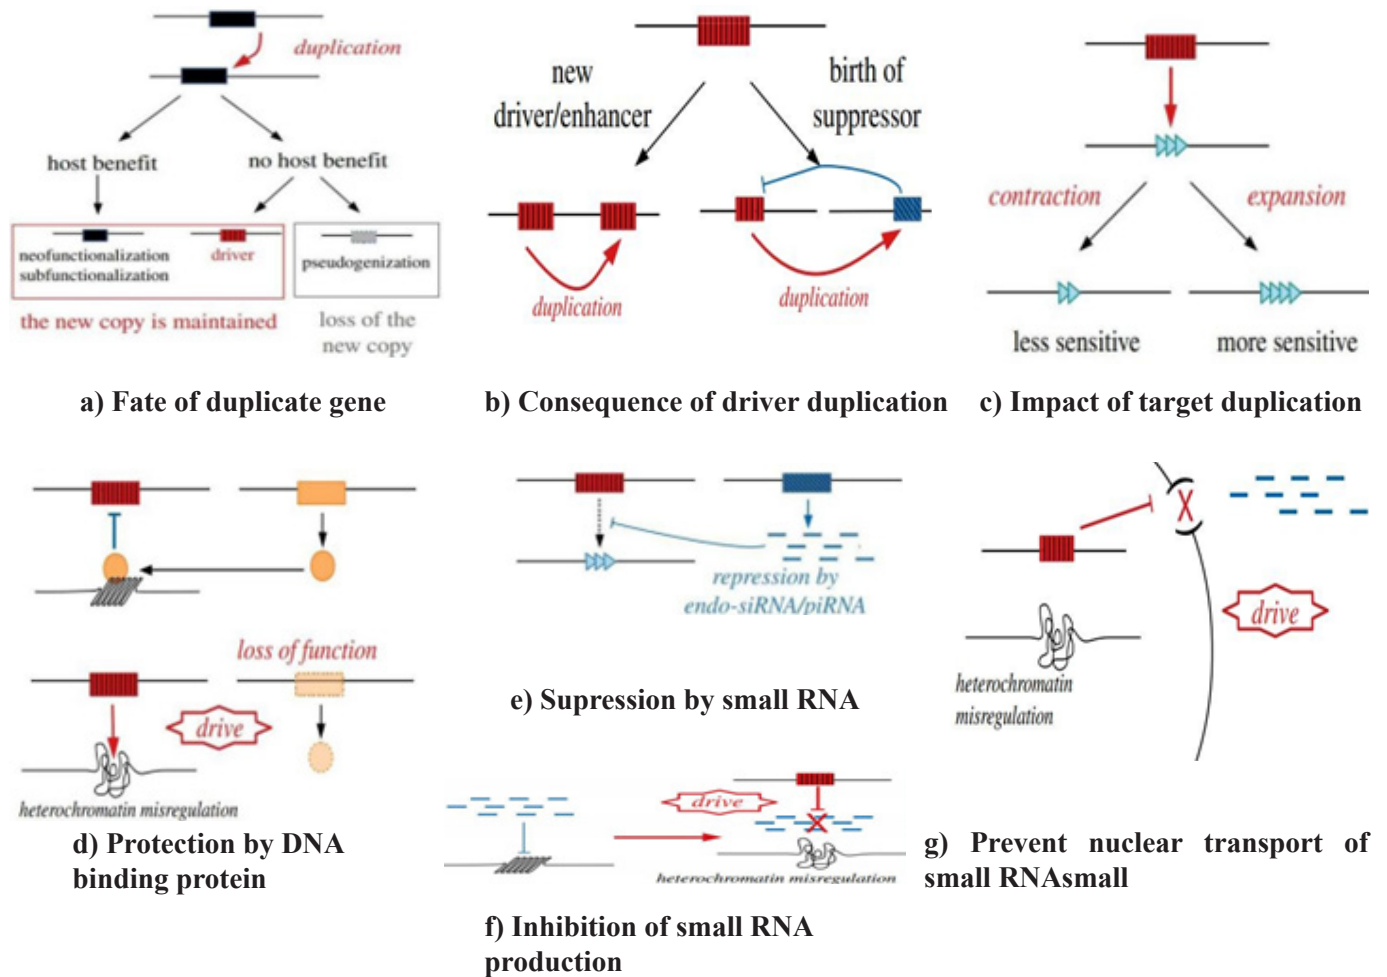 duplication
host benefit
no host benefit
neofunctionalization
subfunctionalization
driver
pseudogenization
the new copy is maintained
loss of the
new copy
a) Fate of duplicate gene
new
driver/enhancer
birth of
suppressor
duplication
duplication
b) Consequence of driver duplication
contraction
expansion
less sensitive
more sensitive
c) Impact of target duplication
loss of function
drive
heterochromatin misregulation
d) Protection by DNA
binding protein
repression by
endo-siRNA/piRNA
e) Supression by small RNA
drive
heterochromatin misregulation
f) Inhibition of small RNA
production
drive
heterochromatin
misregulation
g) Prevent nuclear transport of
small RNAsmall